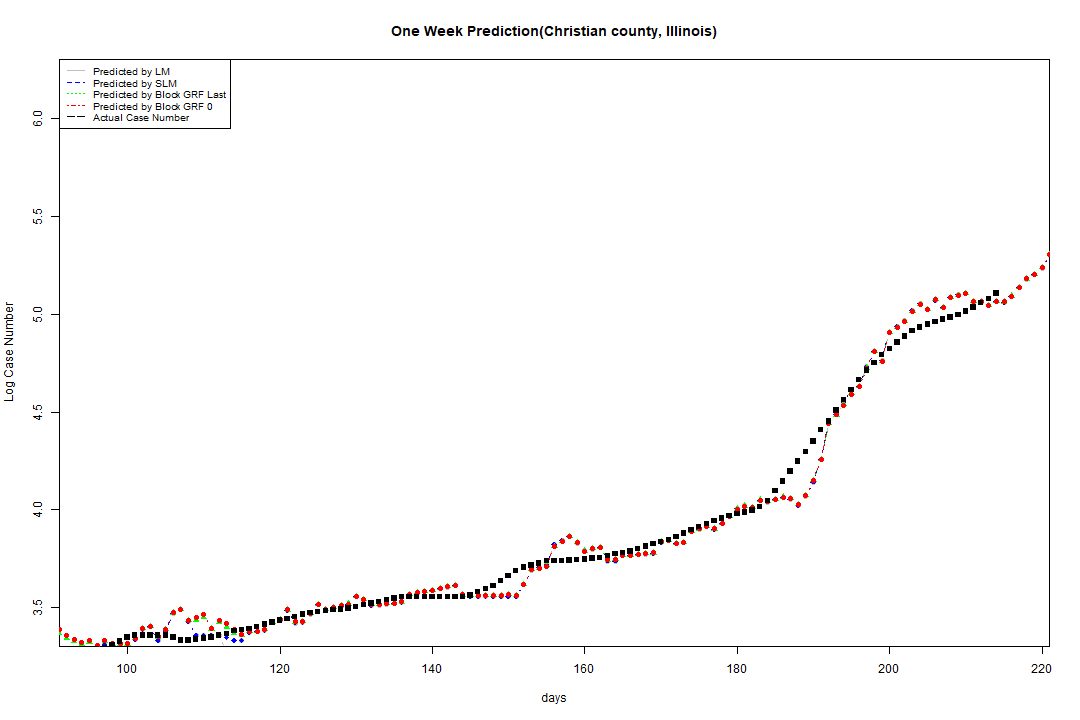 One Week Prediction(Christian county, Illinois)
Predicted by LM
Predicted by SLM
Predicted by Block GRF Last
Predicted by Block GRF 0
Actual Case Number
Log Case Number
6.0
5.5
5.0
4.5
4.0
3.5
100 120 140 160 180 200 220
days